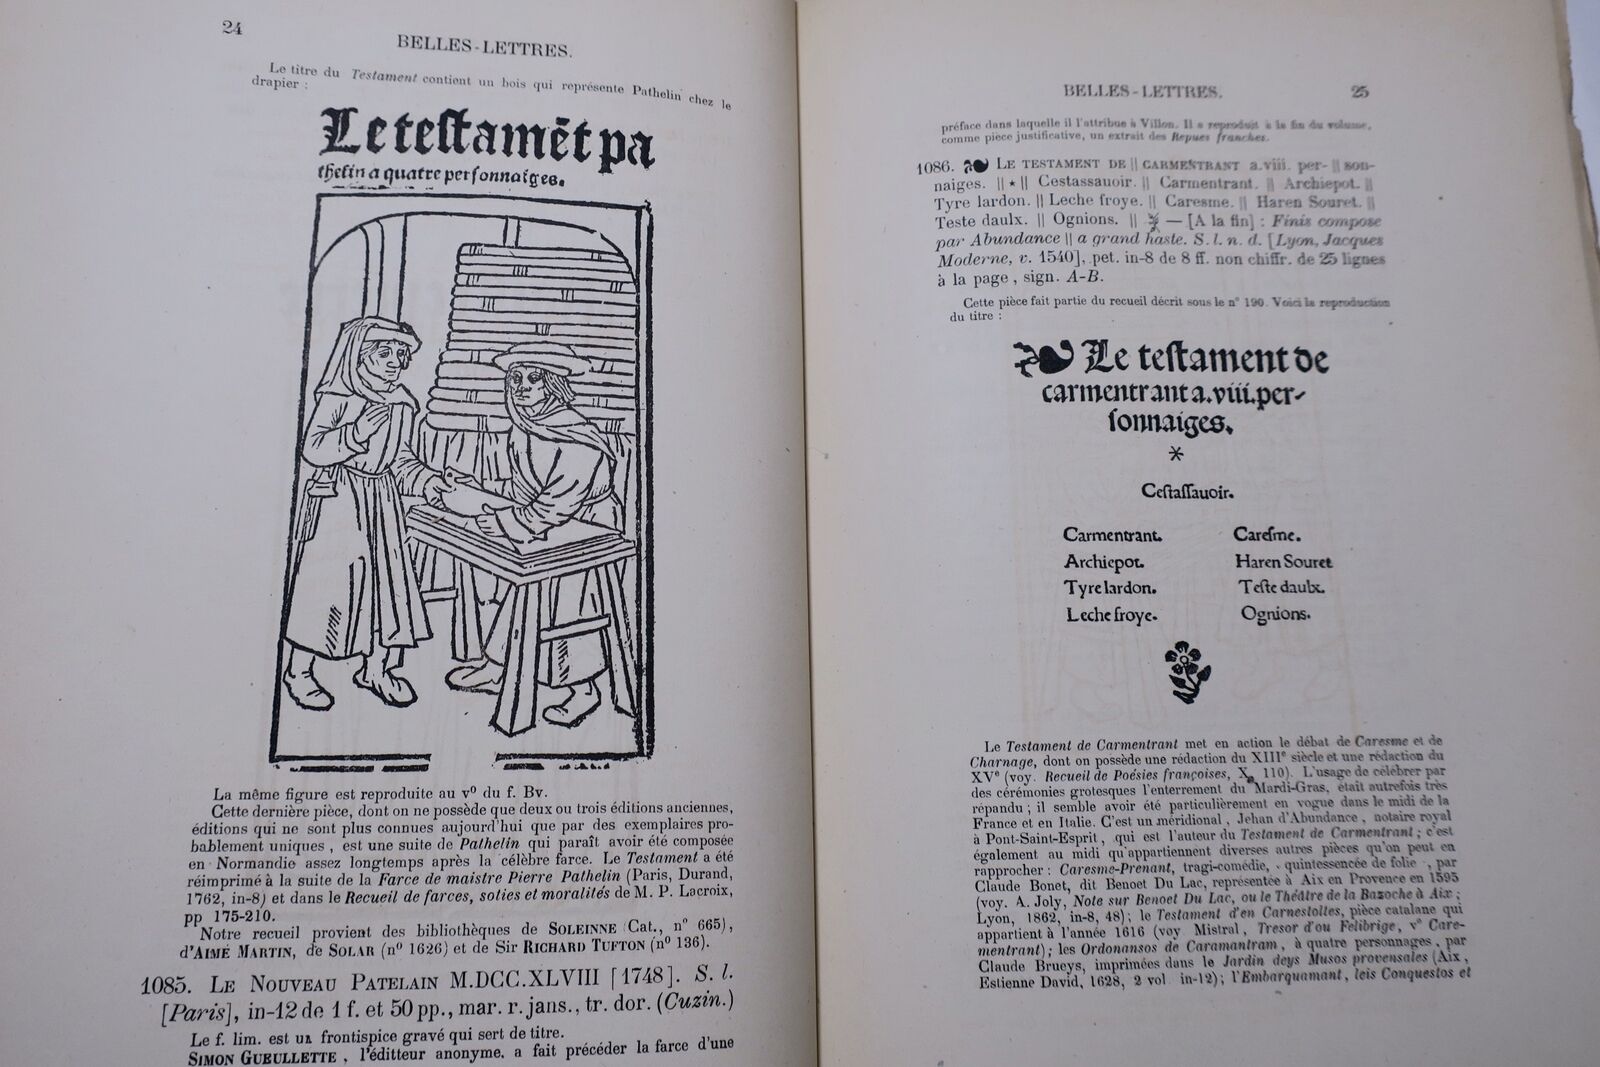 24
BELLES-LETTRES.
Le titre du Testament contient un bois qui représente Pathelin chez le
drapier :
Le testamēt pa
thelin a quatre personnaiges.
La même figure est reproduite au vº du f. Bv.
Cette dernière pièce, dont on ne possède que deux ou trois éditions anciennes,
éditions qui ne sont plus connues aujourd'hui que par des exemplaires pro-
bablement uniques, est une suite de Pathelin qui paraît avoir été composée
en Normandie assez longtemps après la célèbre farce. Le Testament a été
réimprimé à la suite de la Farce de maistre Pierre Pathelin (Paris, Durand,
1762, in-8) et dans le Recueil de farces, soties et moralités de M. P. Lacroix,
pp 175-210.
Notre recueil provient des bibliothèques de SOLEINNE (Cat., nº 665),
d'AIMÉ MARTIN, de SOLAR (nº 1626) et de Sir RICHARD TUFTON (nº 136).
1085. LE NOUVEAU PATELAIN M.DCC.XLVIII [1748]. S. l.
[Paris], in-12 de 1 f. et 50 pp., mar. r. jans., tr. dor. (Cuzin.)
Le f. lim. est un frontispice gravé qui sert de titre.
SIMON GUEULLETTE, l'éditteur anonyme, a fait précéder la farce d'une
BELLES-LETTRES.
25
préface dans laquelle il l'attribue à Villon. Il a reproduit à la fin du volume,
comme pièce justificative, un extrait des Repues franches.
1086. ❧ LE TESTAMENT DE || CARMENTRANT a.viii. per- || son-
naiges. || * || Cestassauoir. || Carmentrant. || Archiepot. ||
Tyre lardon. || Leche froye. || Caresme. || Haren Souret. ||
Teste daulx. || Ognions. || — [A la fin] : Finis compose
par Abundance || a grand haste. S. l. n. d. [Lyon, Jacques
Moderne, v. 1540], pet. in-8 de 8 ff. non chiffr. de 25 lignes
à la page, sign. A-B.
Cette pièce fait partie du recueil décrit sous le nº 190. Voici la reproduction
du titre :
❧ Le testament de
carmentrant a.viii.per-
sonnaiges.
*
Cestassauoir.
Carmentrant. Caresme.
Archiepot. Haren Souret
Tyre lardon. Teste daulx.
Leche froye. Ognions.
Le Testament de Carmentrant met en action le débat de Caresme et de
Charnage, dont on possède une rédaction du XIIIe siècle et une rédaction du
XVe (voy. Recueil de Poésies françoises, X, 110). L'usage de célébrer par
des cérémonies grotesques l'enterrement du Mardi-Gras, était autrefois très
répandu ; il semble avoir été particulièrement en vogue dans le midi de la
France et en Italie. C'est un méridional, Jehan d'Abundance, notaire royal
à Pont-Saint-Esprit, qui est l'auteur du Testament de Carmentrant ; c'est
également au midi qu'appartiennent diverses autres pièces qu'on peut en
rapprocher : Caresme-Prenant, tragi-comédie, « quintessencée de folie », par
Claude Bonet, dit Benoet Du Lac, représentée à Aix en Provence en 1595
(voy. A. Joly, Note sur Benoet Du Lac, ou le Théâtre de la Bazoche à Aix ;
Lyon, 1862, in-8, 48) ; le Testament d'en Carnestoltes, pièce catalane qui
appartient à l'année 1616 (voy Mistral, Tresor d'ou Felibrige, vº Care-
mentrant) ; les Ordonansos de Caramantram, à quatre personnages, par
Claude Brueys, imprimées dans le Jardin deys Musos provensales (Aix,
Estienne David, 1628, 2 vol in-12) ; l'Embarquamant, leis Conquestos et